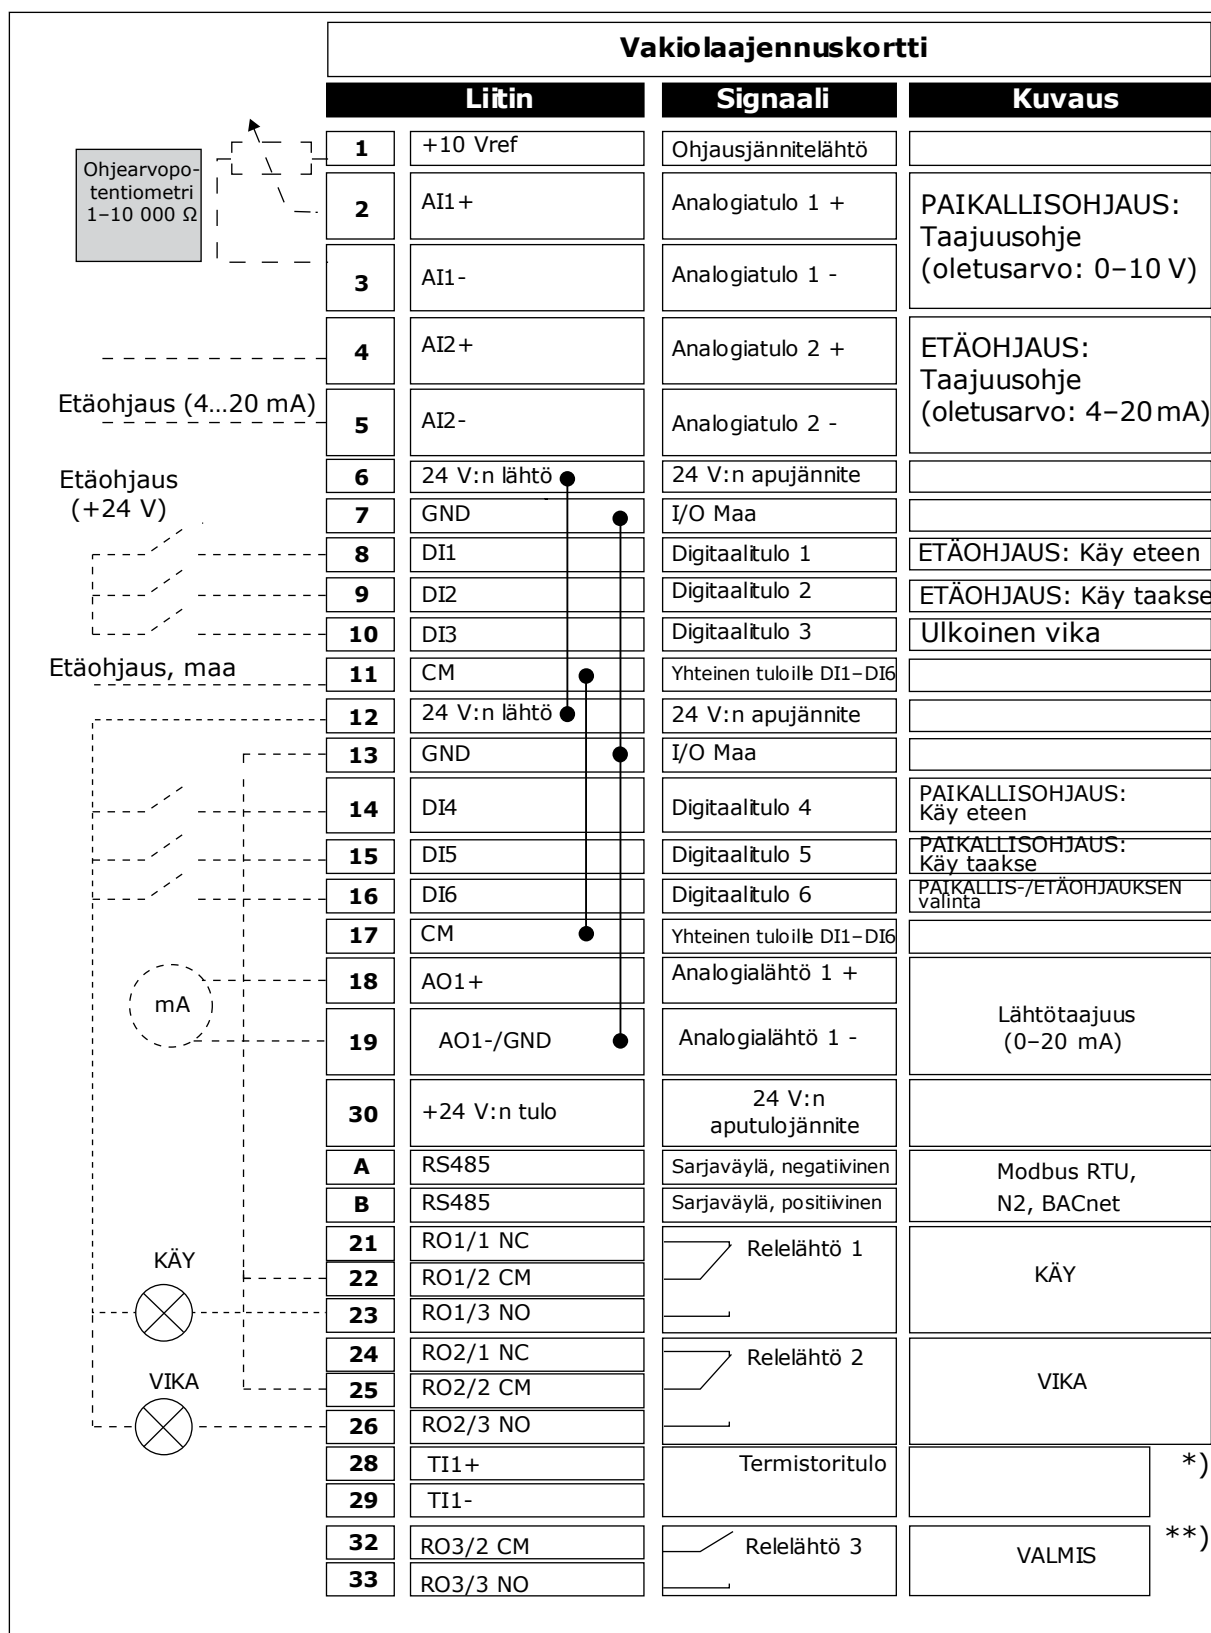 Vakiolaajennuskortti
Liitin Signaali Kuvaus
Ohjearvopo-
tentiometri
1–10 000 Ω
1 +10 Vref Ohjausjännitelähtö
2 AI1+ Analogiatulo 1 +
3 AI1- Analogiatulo 1 -
PAIKALLISOHJAUS:
Taajuusohje
(oletusarvo: 0–10 V)
4 AI2+ Analogiatulo 2 +
Etäohjaus (4...20 mA)
5 AI2- Analogiatulo 2 -
ETÄOHJAUS:
Taajuusohje
(oletusarvo: 4–20 mA)
Etäohjaus
(+24 V)
6 24 V:n lähtö 24 V:n apujännite
7 GND I/O Maa
8 DI1 Digitaalitulo 1 ETÄOHJAUS: Käy eteen
9 DI2 Digitaalitulo 2 ETÄOHJAUS: Käy taakse
10 DI3 Digitaalitulo 3 Ulkoinen vika
Etäohjaus, maa
11 CM Yhteinen tuloille DI1–DI6
12 24 V:n lähtö 24 V:n apujännite
13 GND I/O Maa
14 DI4 Digitaalitulo 4 PAIKALLISOHJAUS:
Käy eteen
15 DI5 Digitaalitulo 5 PAIKALLISOHJAUS:
Käy taakse
16 DI6 Digitaalitulo 6 PAIKALLIS-/ETÄOHJAUKSEN
valinta
17 CM Yhteinen tuloille DI1–DI6
mA
18 AO1+ Analogialähtö 1 +
19 AO1-/GND Analogialähtö 1 -
Lähtötaajuus
(0–20 mA)
30 +24 V:n tulo 24 V:n
aputulojännite
A RS485 Sarjaväylä, negatiivinen
B RS485 Sarjaväylä, positiivinen
Modbus RTU,
N2, BACnet
KÄY
21 RO1/1 NC Relelähtö 1
22 RO1/2 CM KÄY
23 RO1/3 NO
VIKA
24 RO2/1 NC Relelähtö 2
25 RO2/2 CM VIKA
26 RO2/3 NO
28 TI1+ Termistoritulo *)
29 TI1-
32 RO3/2 CM Relelähtö 3 VALMIS **)
33 RO3/3 NO